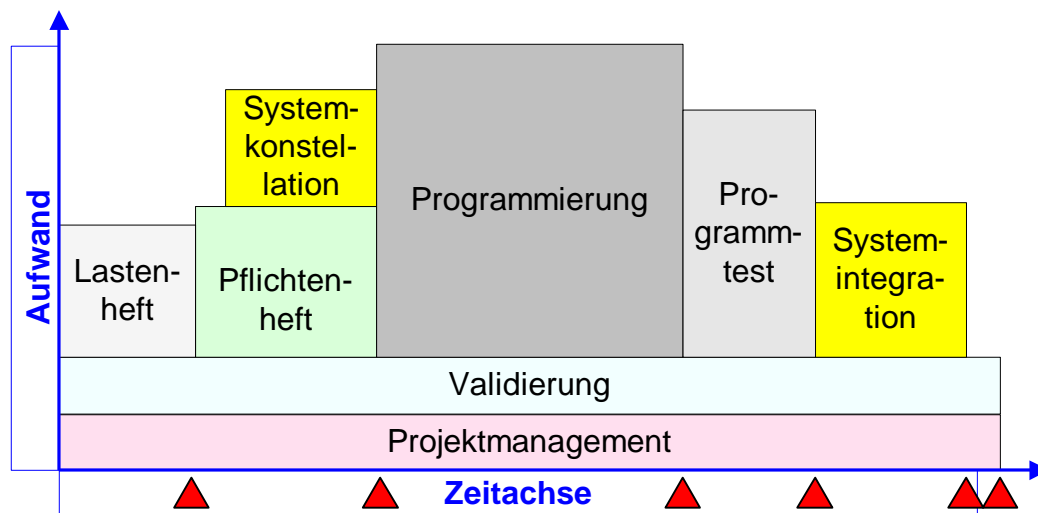 Aufwand
System-
konstel-
lation
Programmierung
Pro-
gramm-
test
System-
integra-
tion
Lasten-
heft
Pflichten-
heft
Validierung
Projektmanagement
Zeitachse